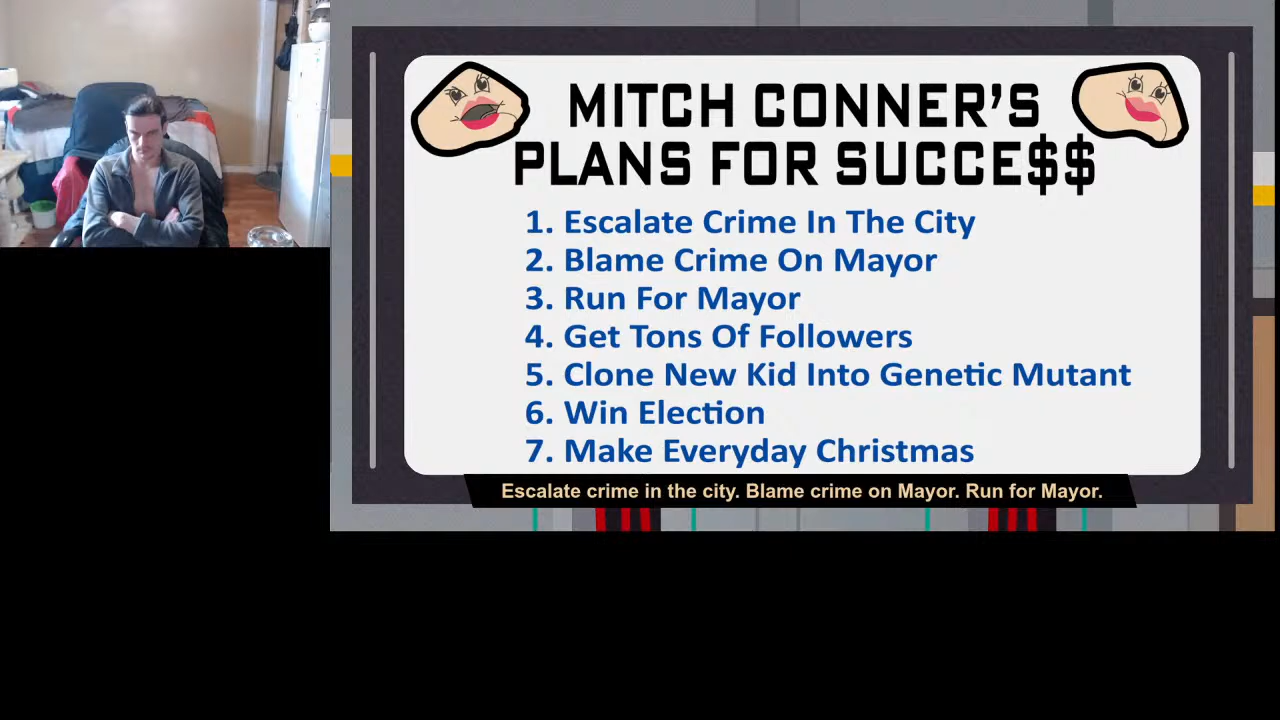 MITCH CONNER'S
PLANS FOR SUCCE$$
1. Escalate Crime In The City
2. Blame Crime On Mayor
3. Run For Mayor
4. Get Tons Of Followers
5. Clone New Kid Into Genetic Mutant
6. Win Election
7. Make Everyday Christmas
Escalate crime in the city. Blame crime on Mayor. Run for Mayor.